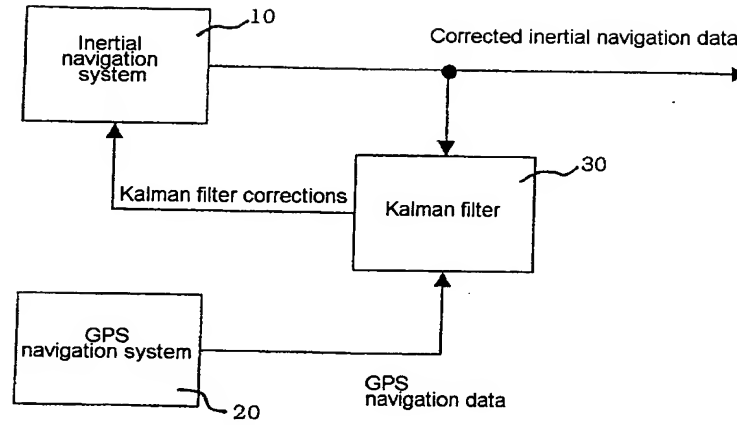 10
Inertial
navigation
system
Corrected inertial navigation data
30
Kalman filter corrections
Kalman filter
GPS
navigation system
20
GPS
navigation data